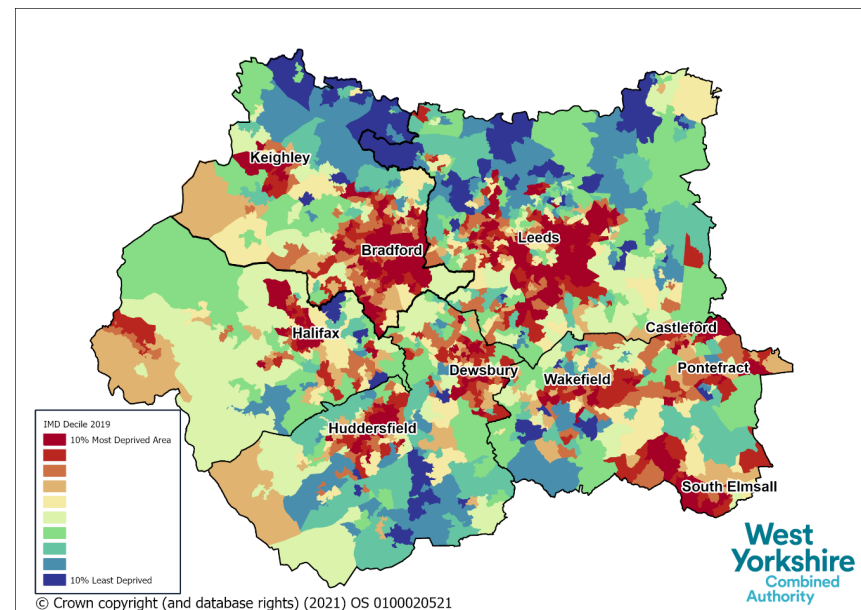 Keighley
Bradford
Leeds
Halifax
Castleford
Dewsbury
Wakefield
Pontefract
Huddersfield
South Elmsall
IMD Decile 2019
10% Most Deprived Area
10% Least Deprived
West
Yorkshire
Combined
Authority
© Crown copyright (and database rights) (2021) OS 0100020521